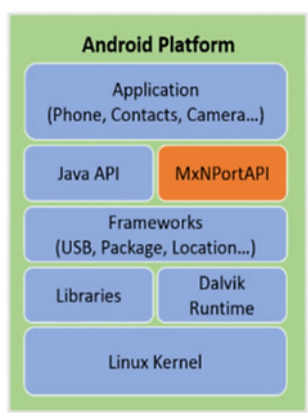 Android Platform
Application
(Phone, Contacts, Camera...)
Java API
MxNPortAPI
Frameworks
(USB, Package, Location...)
Libraries
Dalvik
Runtime
Linux Kernel